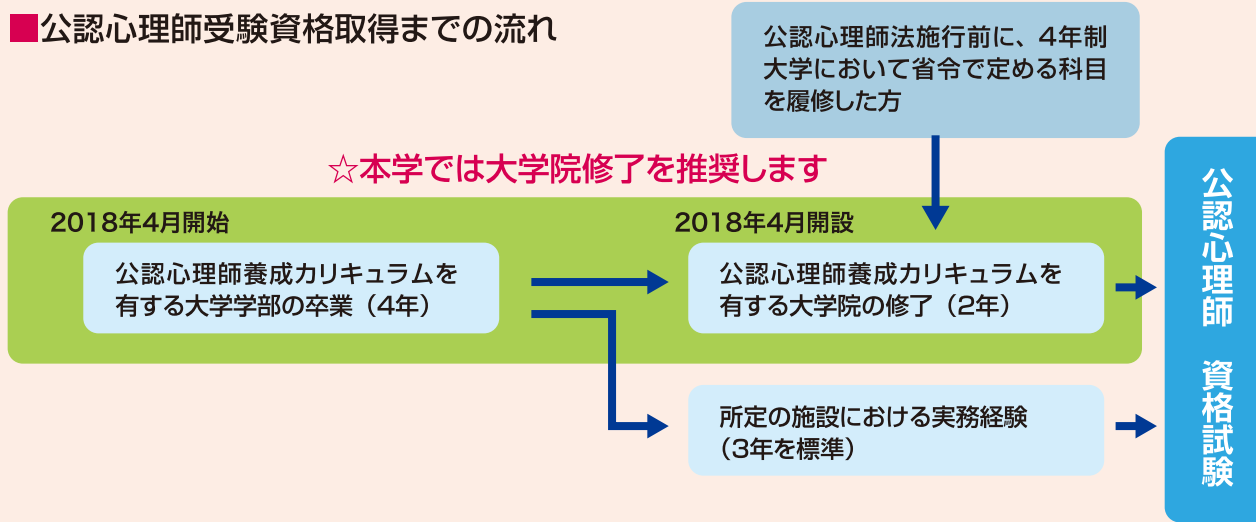 ■公認心理師受験資格取得までの流れ
公認心理師法施行前に、4年制
大学において省令で定める科目
を履修した方
☆本学では大学院修了を推奨します
2018年4月開始
公認心理師養成カリキュラムを
有する大学学部の卒業（4年）
2018年4月開設
公認心理師養成カリキュラムを
有する大学院の修了（2年）
所定の施設における実務経験
（3年を標準）
公認心理師　資格試験